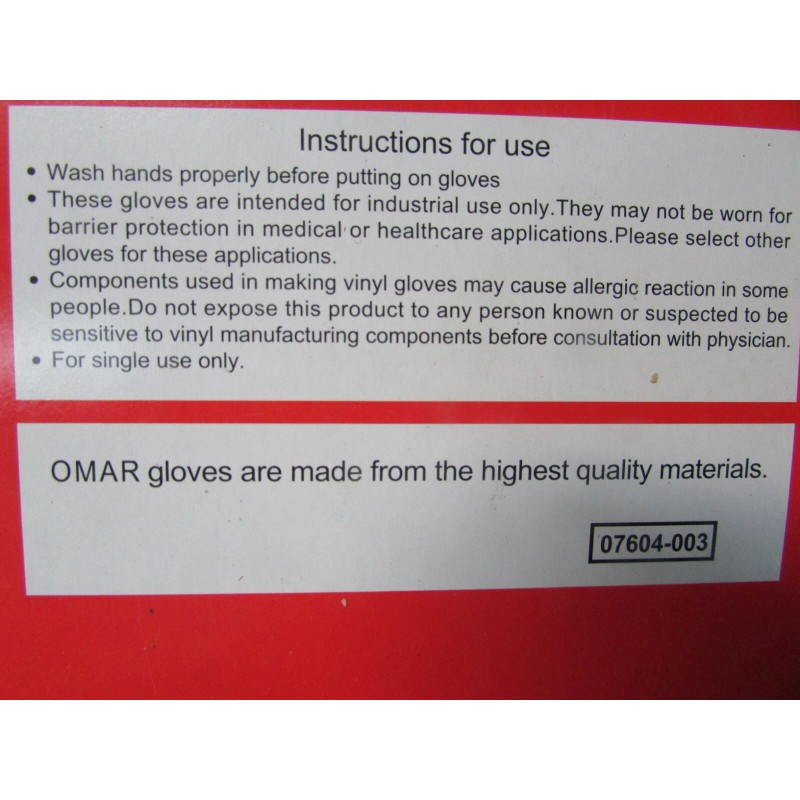 Instructions for use
• Wash hands properly before putting on gloves
• These gloves are intended for industrial use only.They may not be worn for
barrier protection in medical or healthcare applications.Please select other
gloves for these applications.
• Components used in making vinyl gloves may cause allergic reaction in some
people.Do not expose this product to any person known or suspected to be
sensitive to vinyl manufacturing components before consultation with physician.
• For single use only.
OMAR gloves are made from the highest quality materials.
07604-003